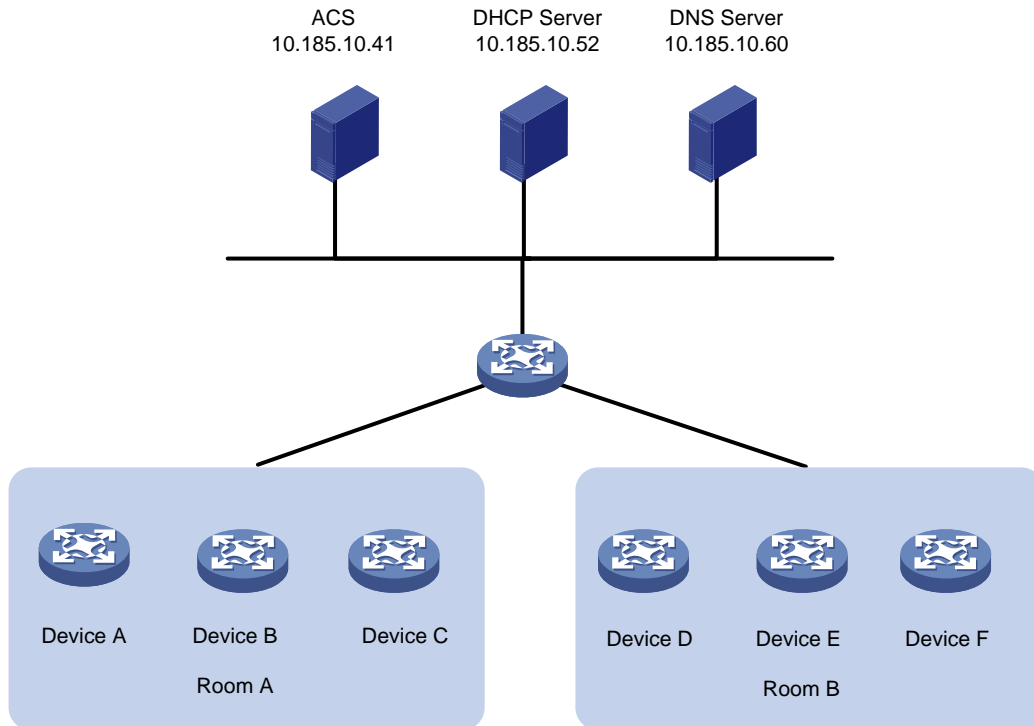 ACS
10.185.10.41
DHCP Server
10.185.10.52
DNS Server
10.185.10.60
Device A
Device B
Device C
Room A
Device D
Device E
Device F
Room B